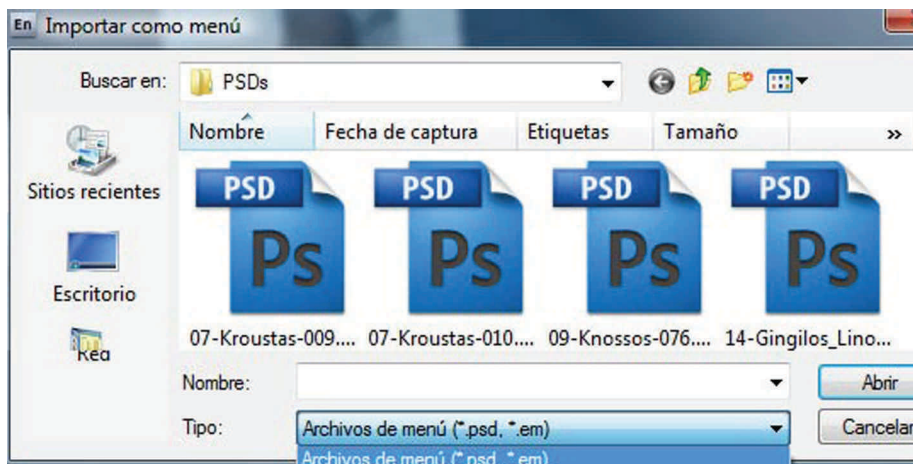 En Importar como menú
Buscar en: PSDs
Nombre Fecha de captura Etiquetas Tamaño »
Sitios recientes
Escritorio
PSD PSD PSD PSD
Ps Ps Ps Ps
07-Kroustas-009.... 07-Kroustas-010.... 09-Knossos-076.... 14-Gingilos_Lino...
Nombre: Abrir
Tipo: Archivos de menú (*.psd, *.em) Cancelar
Archivos de menú (*.psd, *.em)